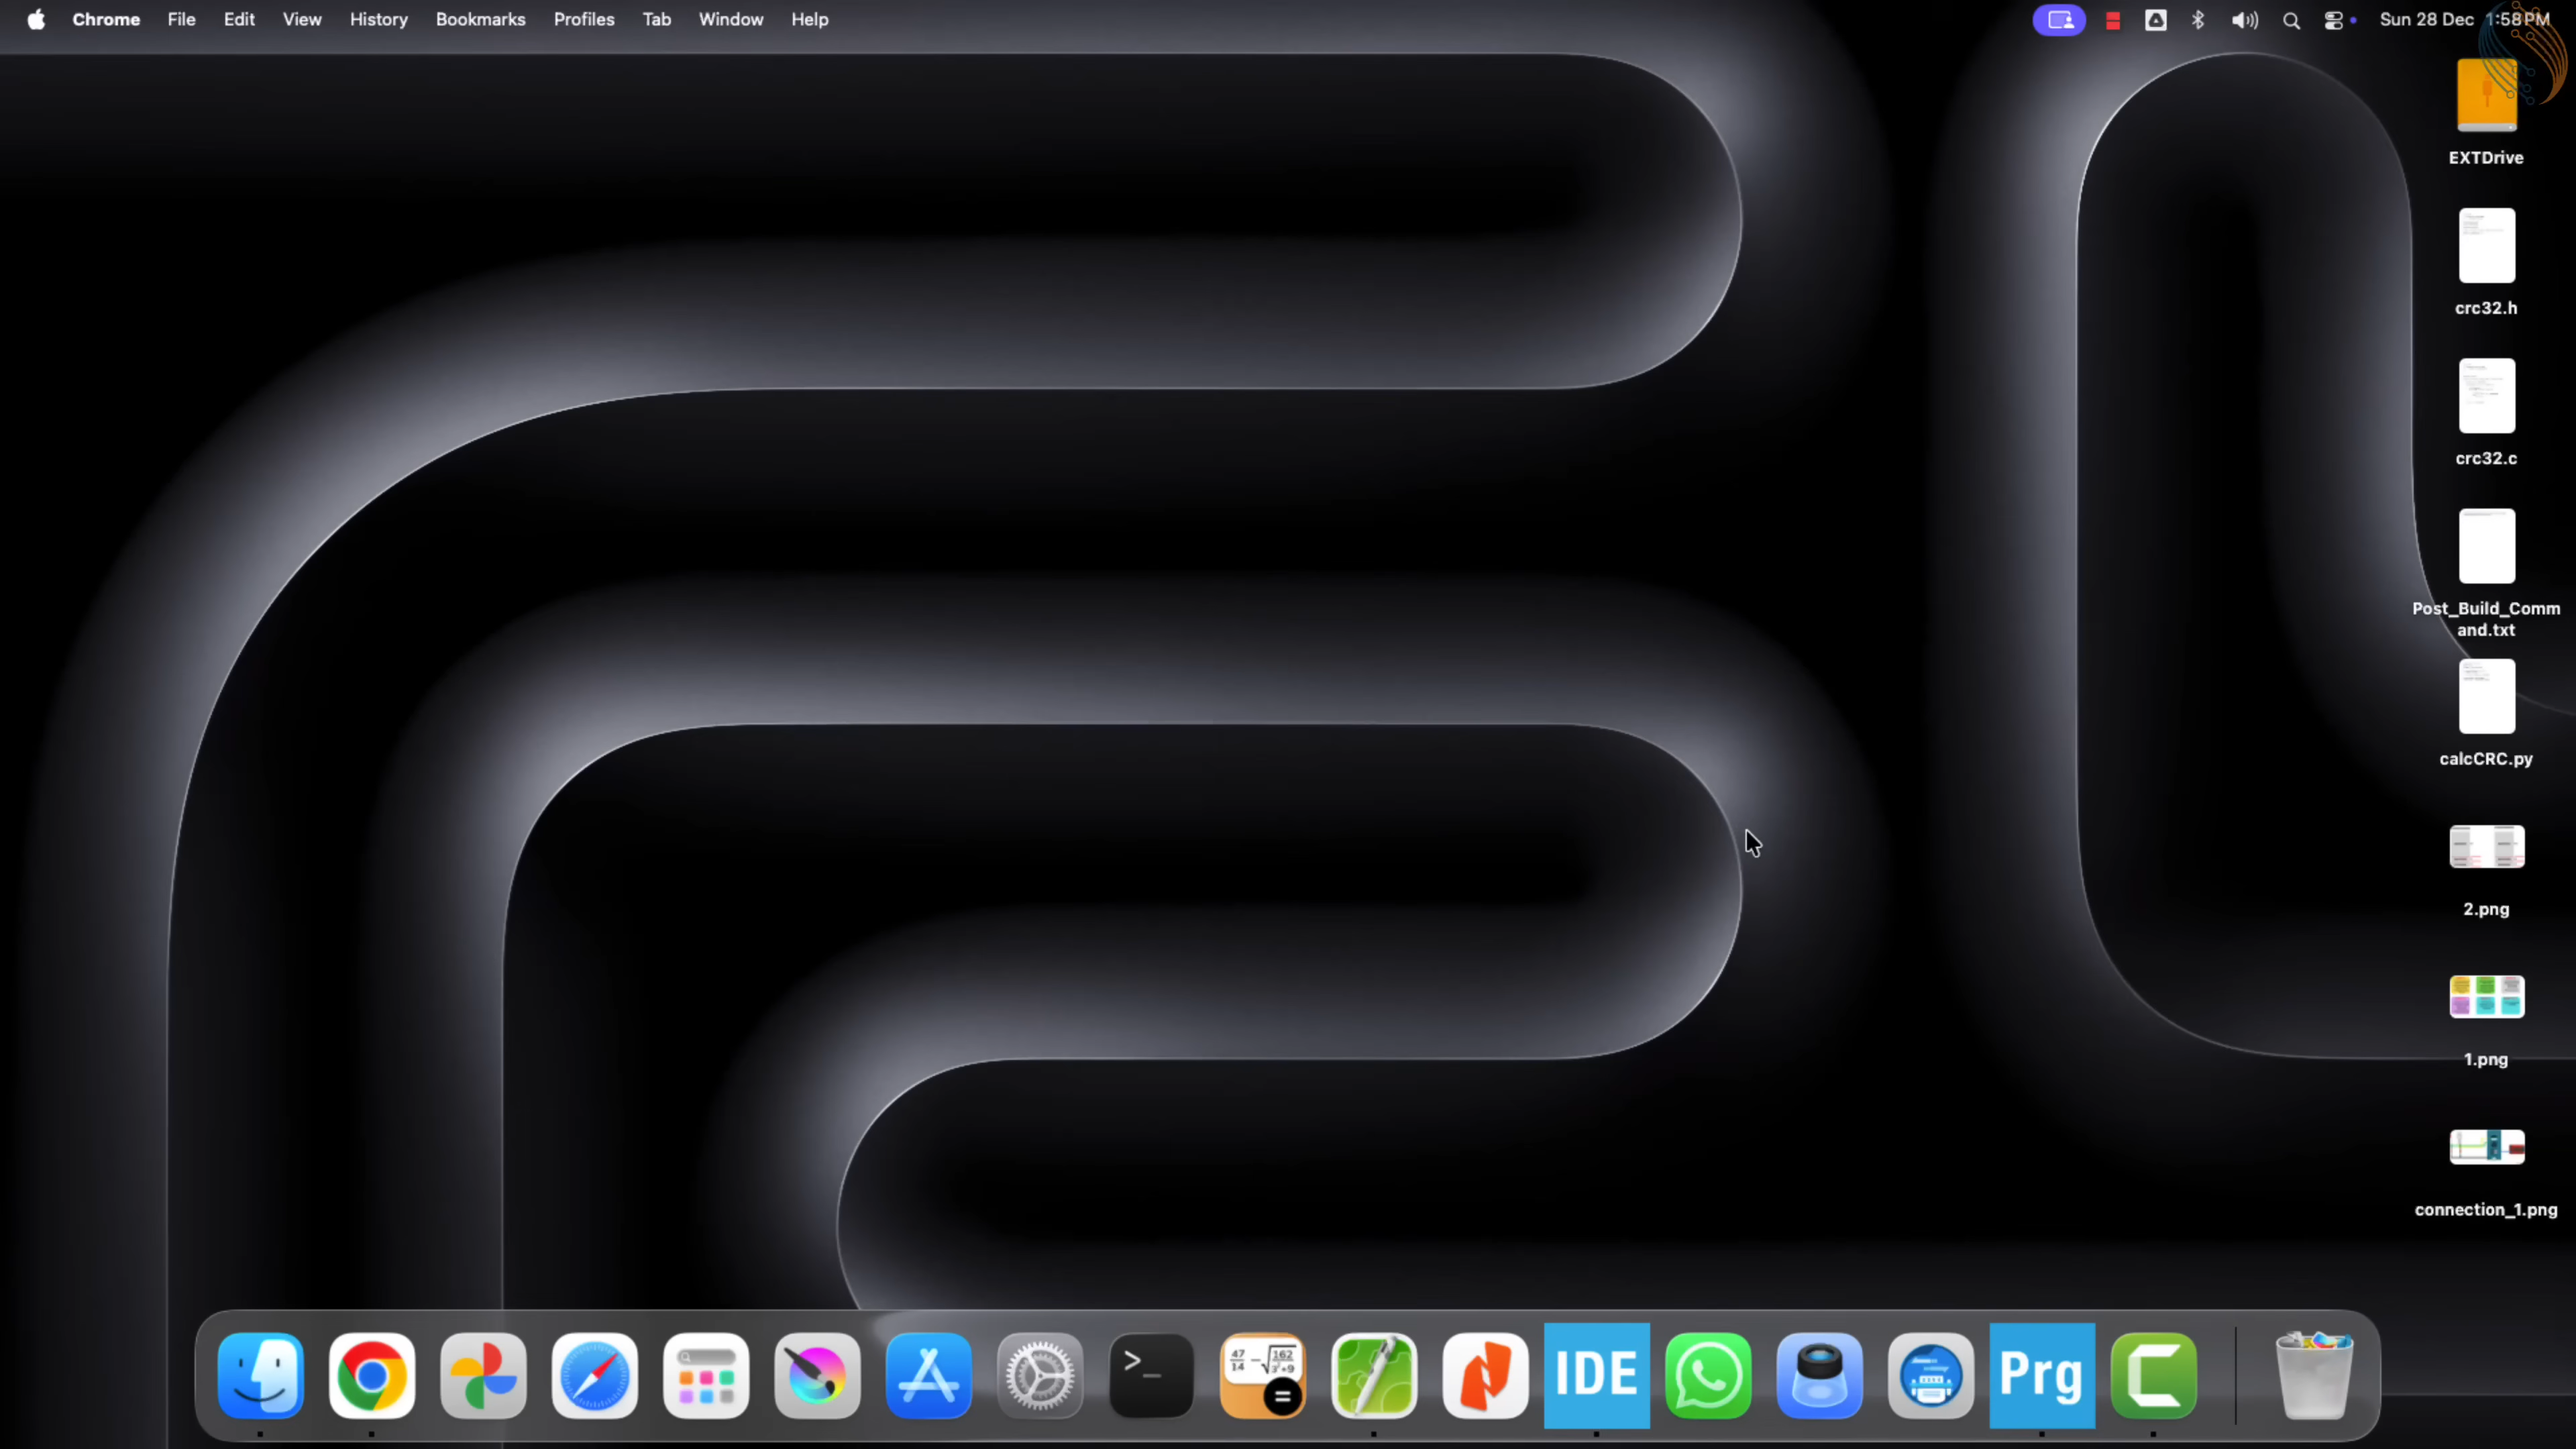 Chrome File Edit View History Bookmarks Profiles Tab Window Help
Sun 28 Dec 1:58PM
EXTDrive
crc32.h
crc32.c
Post_Build_Comm
and.txt
calcCRC.py
2.png
1.png
connection_1.png
IDE
Prg